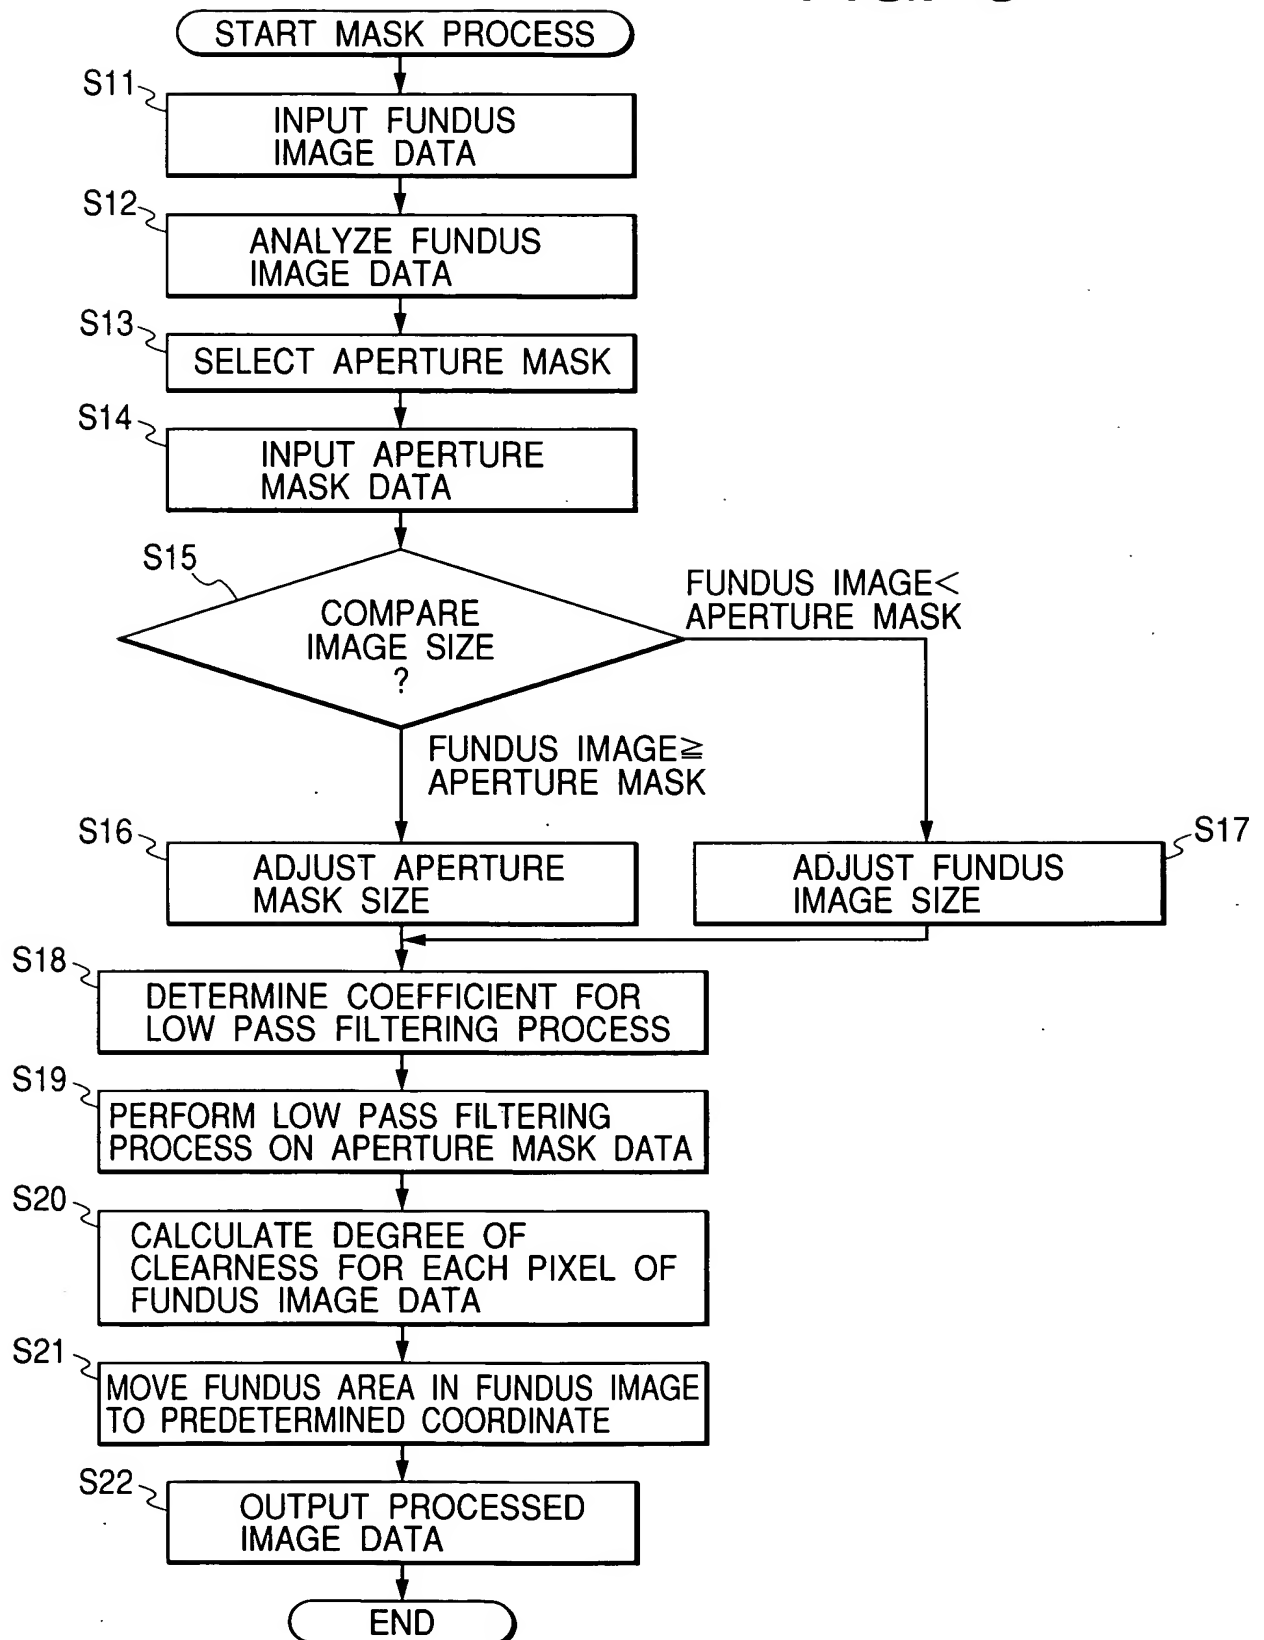 START MASK PROCESS
S11
INPUT FUNDUS
IMAGE DATA
S12
ANALYZE FUNDUS
IMAGE DATA
S13
SELECT APERTURE MASK
S14
INPUT APERTURE
MASK DATA
S15
COMPARE
IMAGE SIZE
?
FUNDUS IMAGE<
APERTURE MASK
FUNDUS IMAGE≧
APERTURE MASK
S16
ADJUST APERTURE
MASK SIZE
S17
ADJUST FUNDUS
IMAGE SIZE
S18
DETERMINE COEFFICIENT FOR
LOW PASS FILTERING PROCESS
S19
PERFORM LOW PASS FILTERING
PROCESS ON APERTURE MASK DATA
S20
CALCULATE DEGREE OF
CLEARNESS FOR EACH PIXEL OF
FUNDUS IMAGE DATA
S21
MOVE FUNDUS AREA IN FUNDUS IMAGE
TO PREDETERMINED COORDINATE
S22
OUTPUT PROCESSED
IMAGE DATA
END